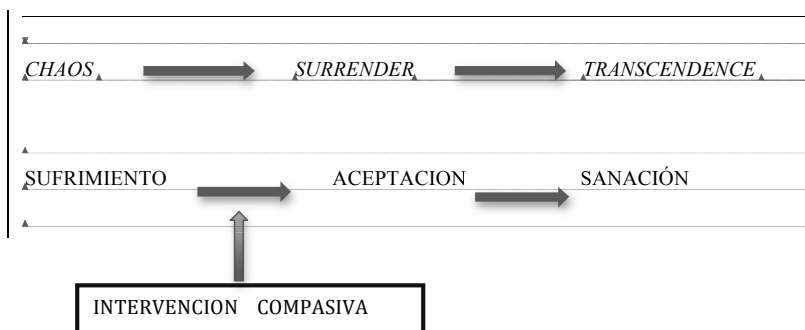 CHAOS SURRENDER TRANSCENDENCE
SUFRIMIENTO ACEPTACION SANACIÓN
INTERVENCION COMPASIVA